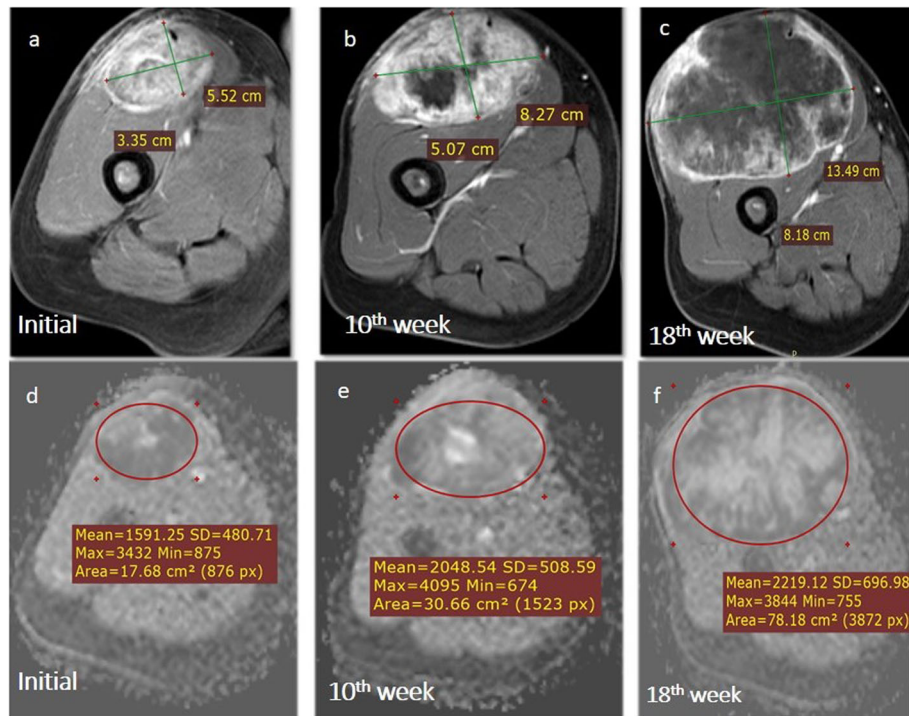 a
5.52 cm
3.35 cm
Initial
b
8.27 cm
5.07 cm
10th week
c
13.49 cm
8.18 cm
18th week
P
d
Mean=1591.25 SD=480.71
Max=3432 Min=875
Area=17.68 cm² (876 px)
Initial
e
Mean=2048.54 SD=508.59
Max=4095 Min=674
Area=30.66 cm² (1523 px)
10th week
f
Mean=2219.12 SD=696.98
Max=3844 Min=755
Area=78.18 cm² (3872 px)
18th week